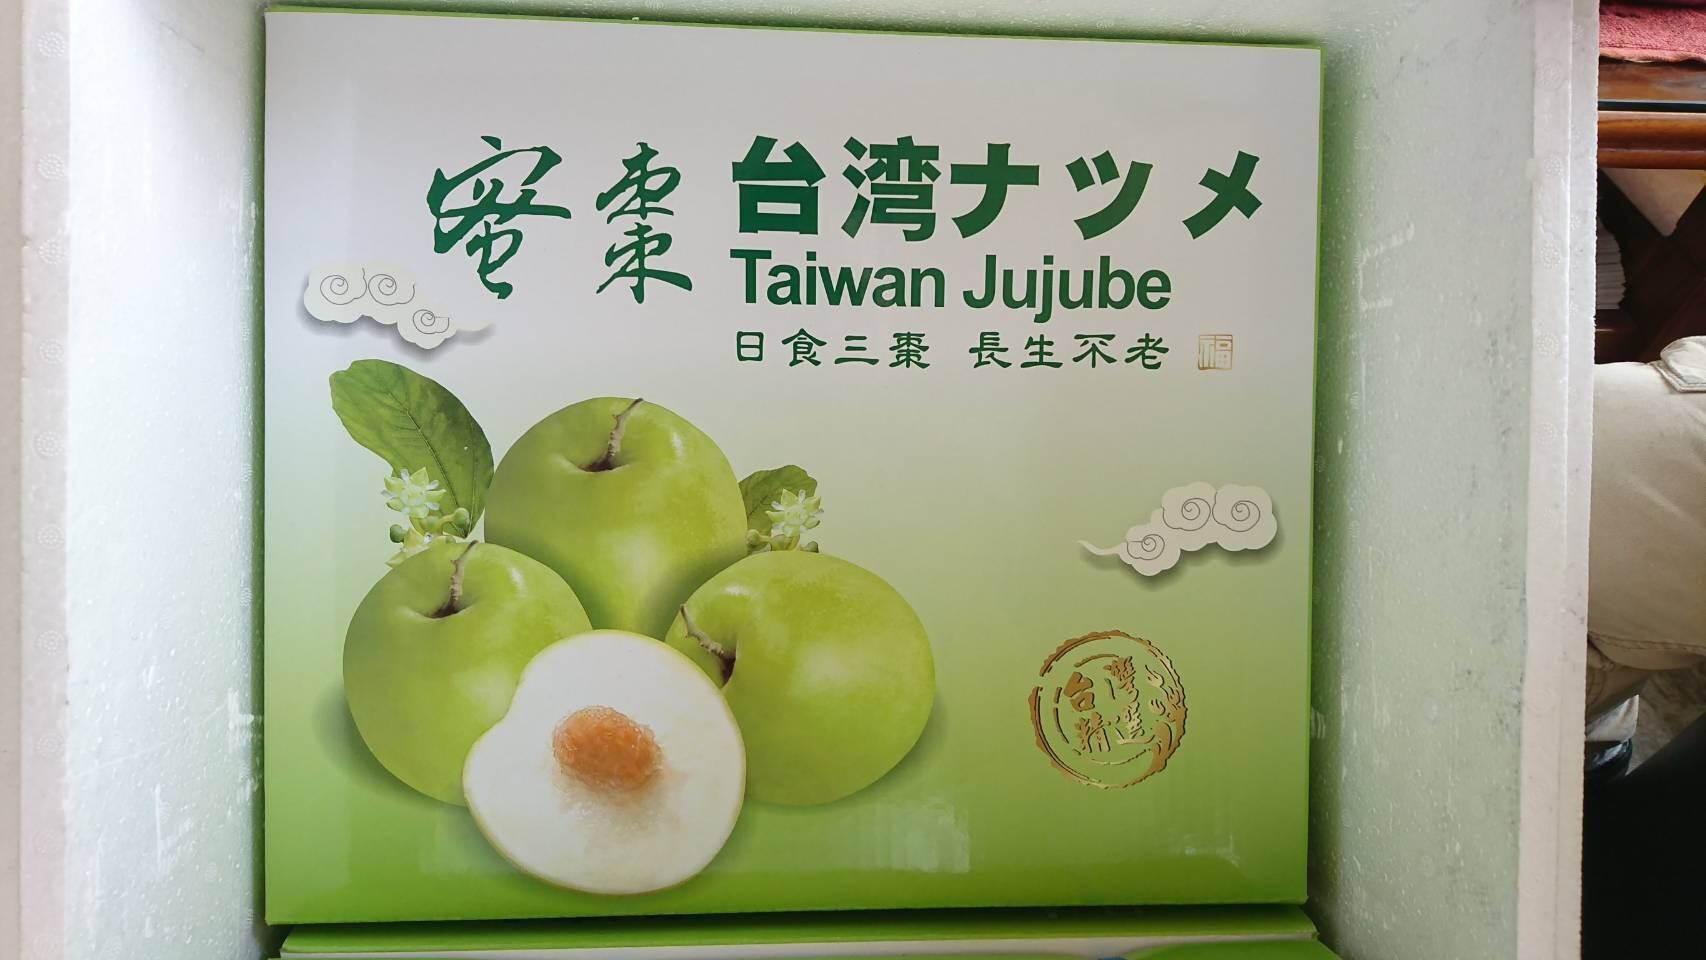 蜜棗
台湾ナツメ
Taiwan Jujube
日食三棗 長生不老
福
台灣
精選